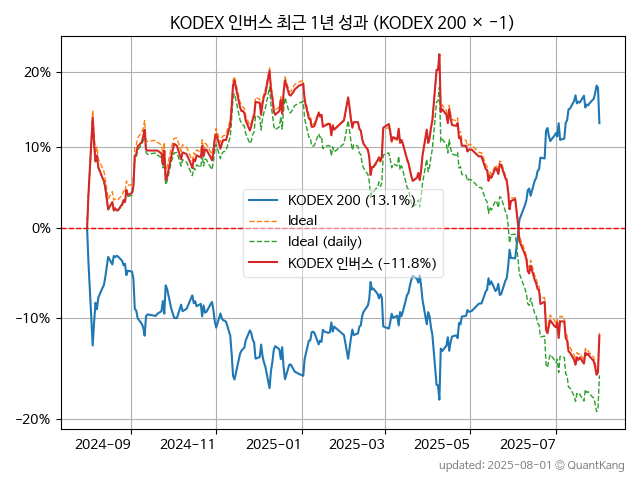 KODEX 인버스 최근 1년 성과 (KODEX 200 × -1)
20%
10%
0%
-10%
-20%
KODEX 200 (13.1%)
Ideal
Ideal (daily)
KODEX 인버스 (-11.8%)
2024-09 2024-11 2025-01 2025-03 2025-05 2025-07
updated: 2025-08-01 © QuantKang